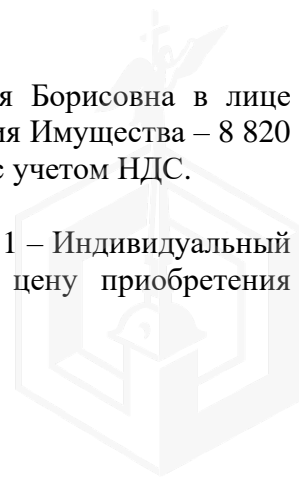 я Борисовна в лице
ия Имущества – 8 820
с учетом НДС.
1 – Индивидуальный
цену приобретения